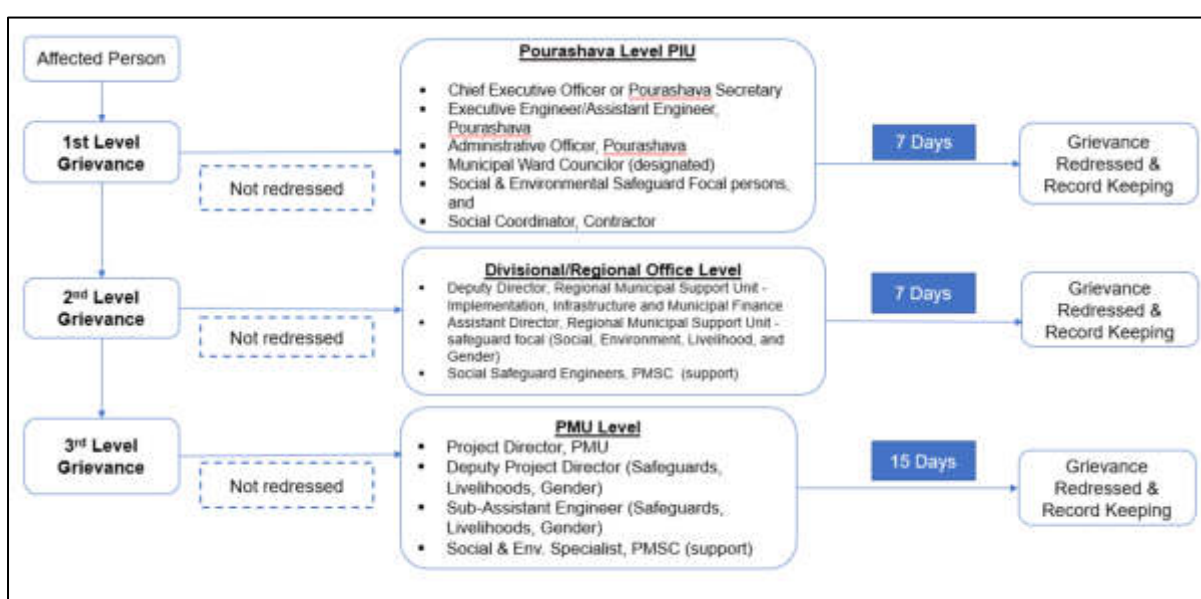 Affected Person
1st Level
Grievance
Not redressed
Pourashava Level PIU
• Chief Executive Officer or Pourashava Secretary
• Executive Engineer/Assistant Engineer,
Pourashava
• Administrative Officer, Pourashava
• Municipal Ward Councilor (designated)
• Social & Environmental Safeguard Focal persons,
and
• Social Coordinator, Contractor
7 Days
Grievance
Redressed &
Record Keeping
2nd Level
Grievance
Not redressed
Divisional/Regional Office Level
• Deputy Director, Regional Municipal Support Unit -
Implementation, Infrastructure and Municipal Finance
• Assistant Director, Regional Municipal Support Unit -
safeguard focal (Social, Environment, Livelihood, and
Gender)
• Social Safeguard Engineers, PMSC (support)
7 Days
Grievance
Redressed &
Record Keeping
3rd Level
Grievance
Not redressed
PMU Level
• Project Director, PMU
• Deputy Project Director (Safeguards,
Livelihoods, Gender)
• Sub-Assistant Engineer (Safeguards,
Livelihoods, Gender)
• Social & Env. Specialist, PMSC (support)
15 Days
Grievance
Redressed &
Record Keeping